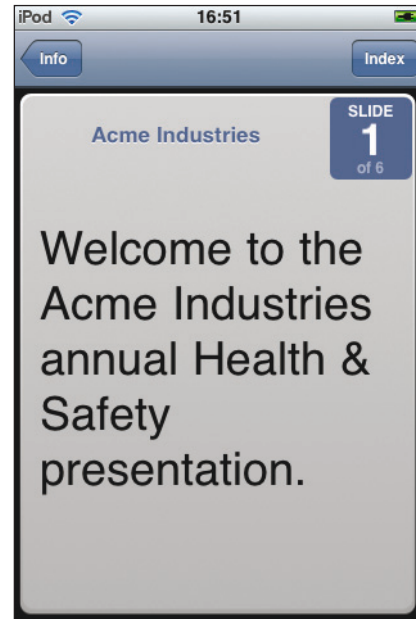 iPod 16:51
Info Index
SLIDE
Acme Industries
1
of 6
Welcome to the
Acme Industries
annual Health &
Safety
presentation.